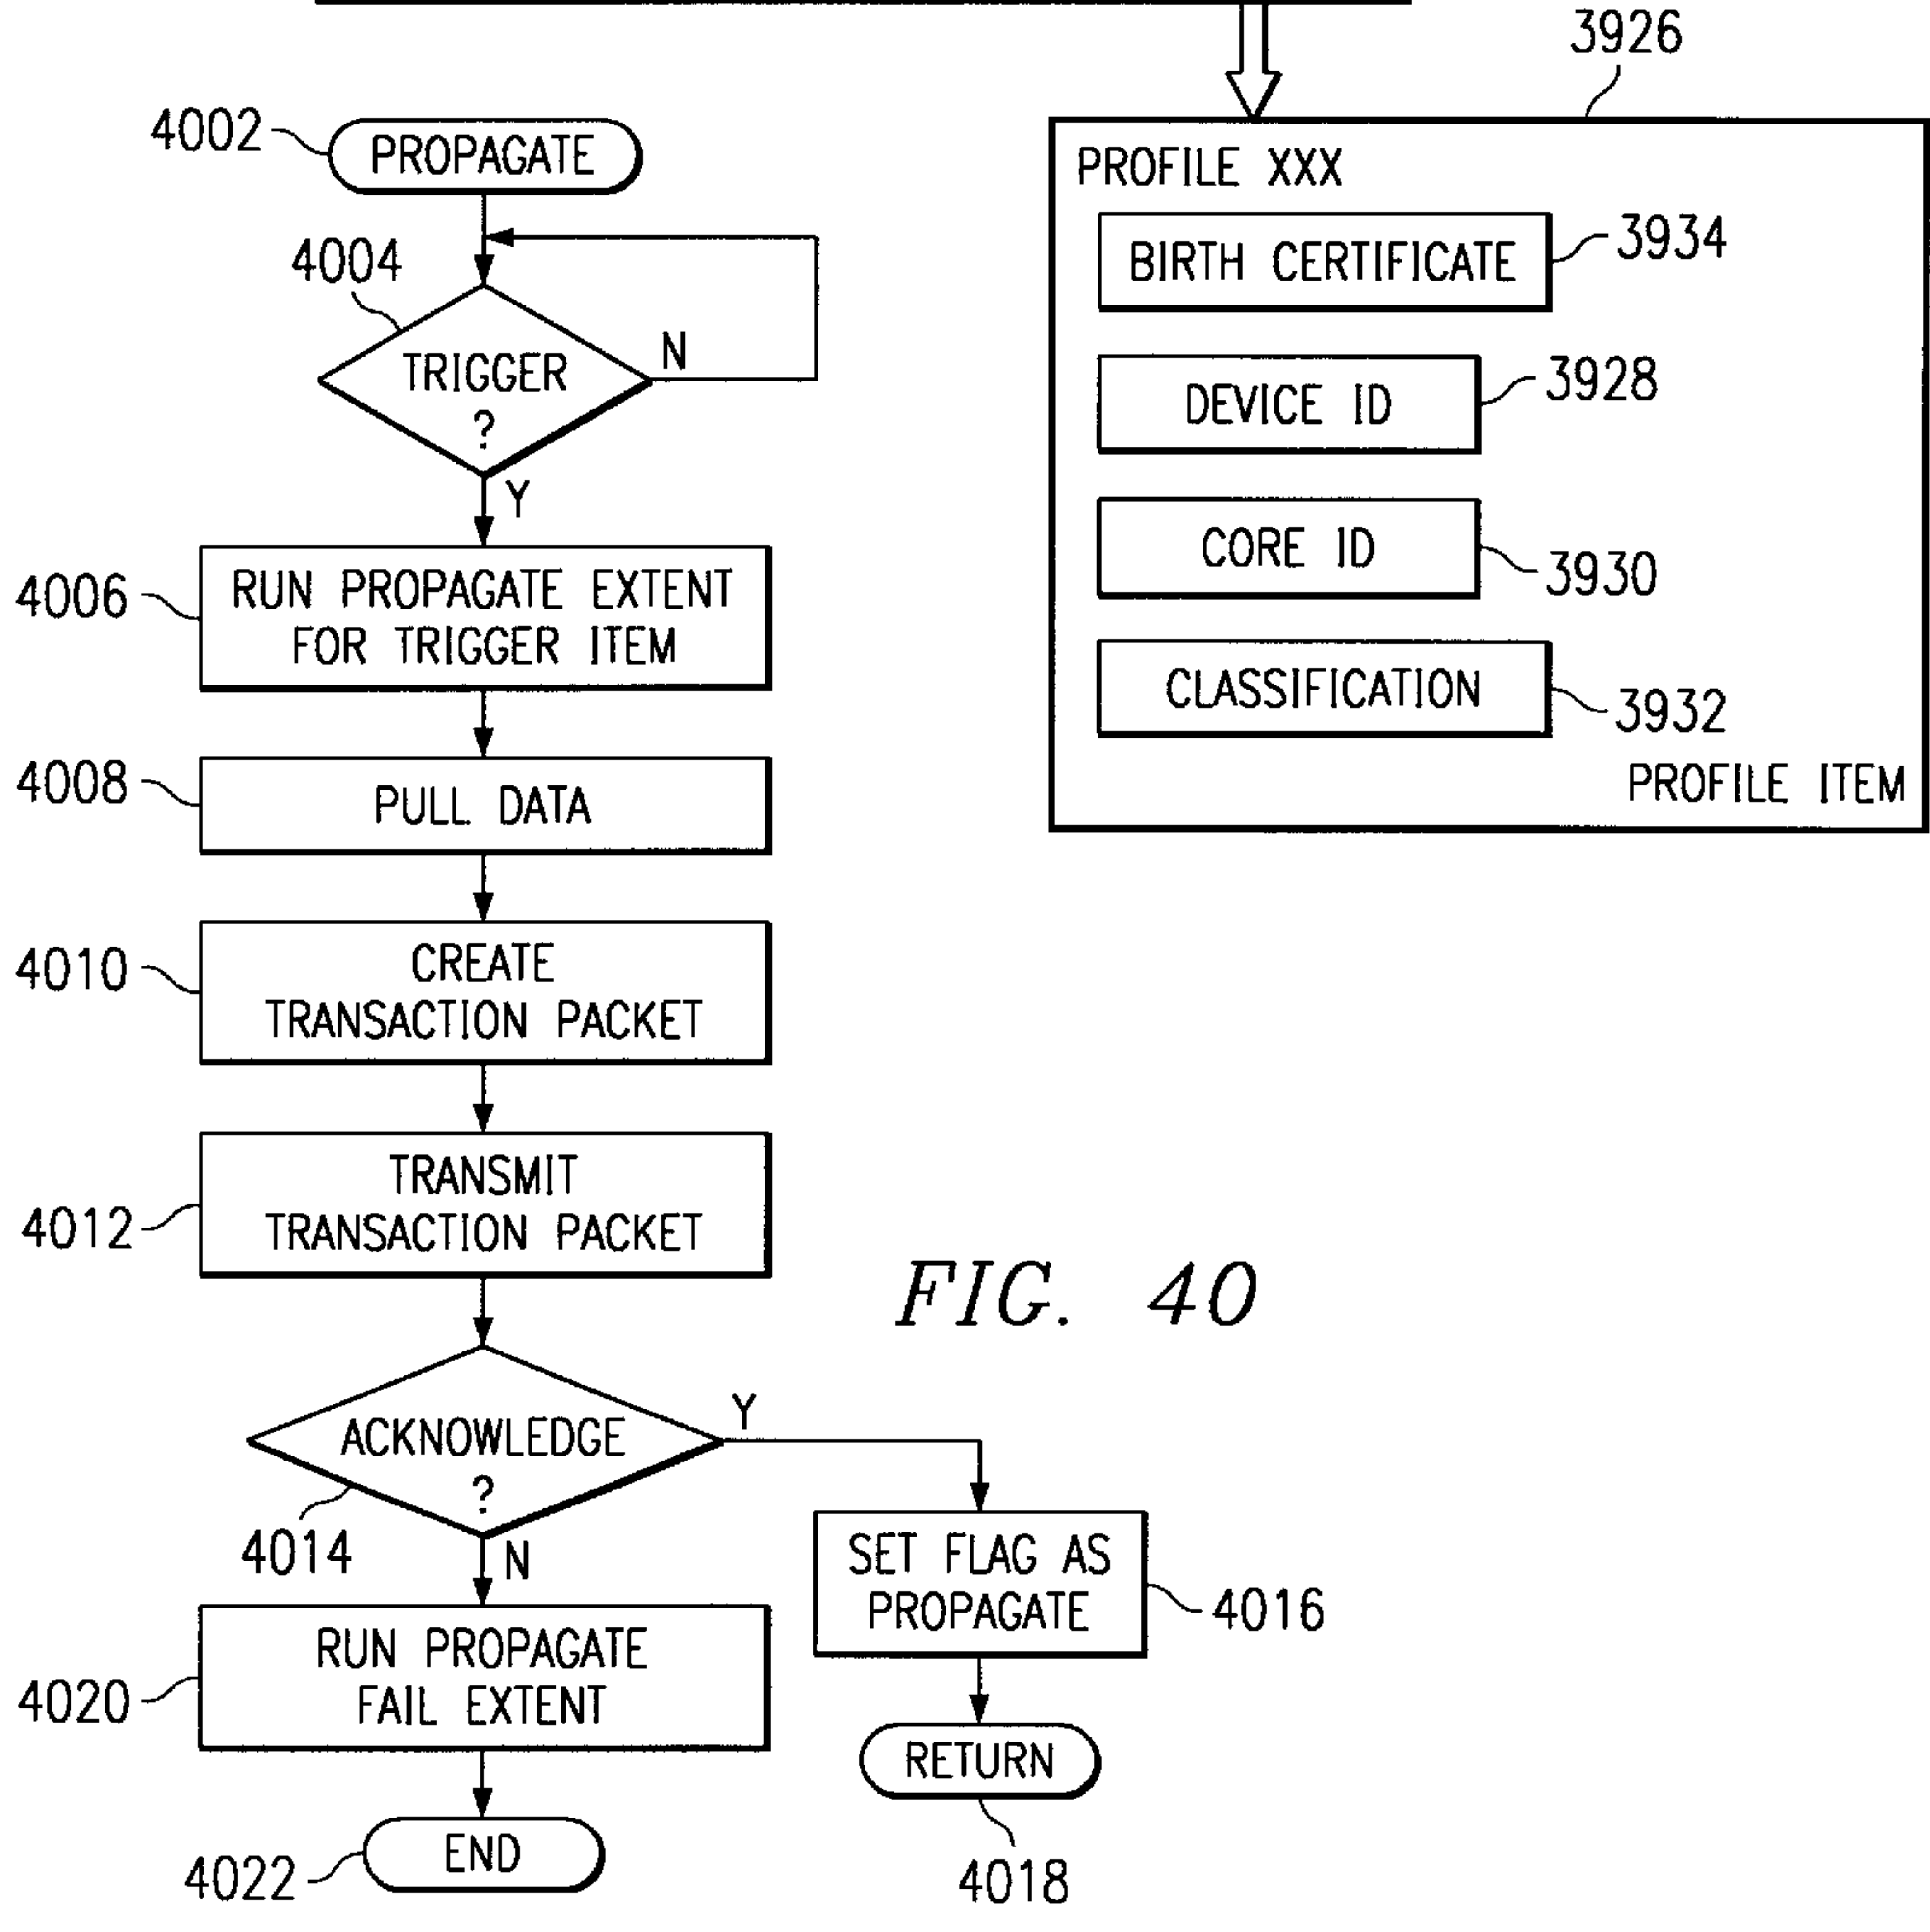 3926
PROFILE XXX
BIRTH CERTIFICATE
3934
DEVICE ID
3928
CORE ID
3930
CLASSIFICATION
3932
PROFILE ITEM
4002
PROPAGATE
4004
TRIGGER
?
N
Y
4006
RUN PROPAGATE EXTENT
FOR TRIGGER ITEM
4008
PULL DATA
4010
CREATE
TRANSACTION PACKET
4012
TRANSMIT
TRANSACTION PACKET
FIG. 40
ACKNOWLEDGE
?
Y
4014
N
SET FLAG AS
PROPAGATE
4016
4020
RUN PROPAGATE
FAIL EXTENT
RETURN
4018
4022
END